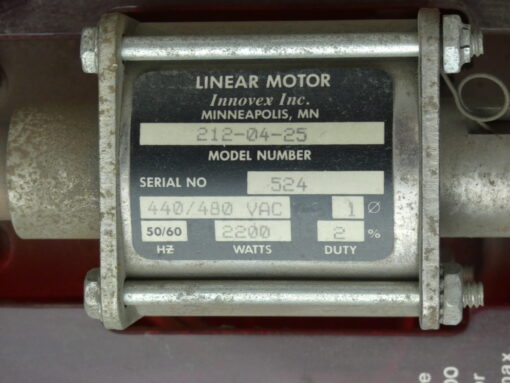 LINEAR MOTOR
Innovex Inc.
MINNEAPOLIS, MN
212-04-25
MODEL NUMBER
SERIAL NO 524
440/480 VAC 1 Ø
50/60 2200 2 %
HZ WATTS DUTY